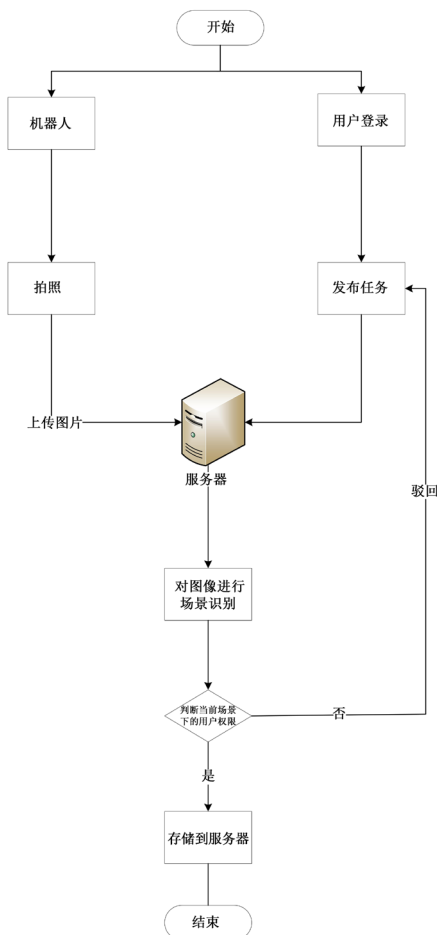 开始
机器人
用户登录
拍照
发布任务
上传图片
服务器
驳回
对图像进行
场景识别
判断当前场景
下的用户权限
否
是
存储到服务器
结束